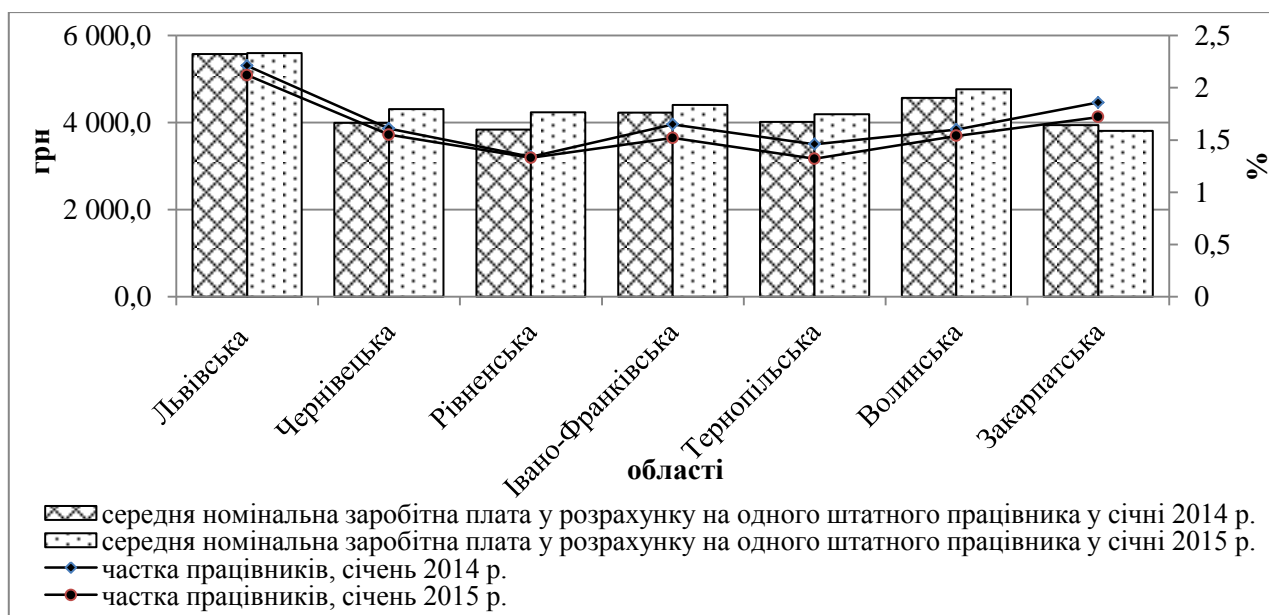 6 000,0
4 000,0
2 000,0
0,0
грн
2,5
2
1,5
1
0,5
0
%
Львівська
Чернівецька
Рівненська
Івано-Франківська
Тернопільська
Волинська
Закарпатська
області
середня номінальна заробітна плата у розрахунку на одного штатного працівника у січні 2014 р.
середня номінальна заробітна плата у розрахунку на одного штатного працівника у січні 2015 р.
частка працівників, січень 2014 р.
частка працівників, січень 2015 р.